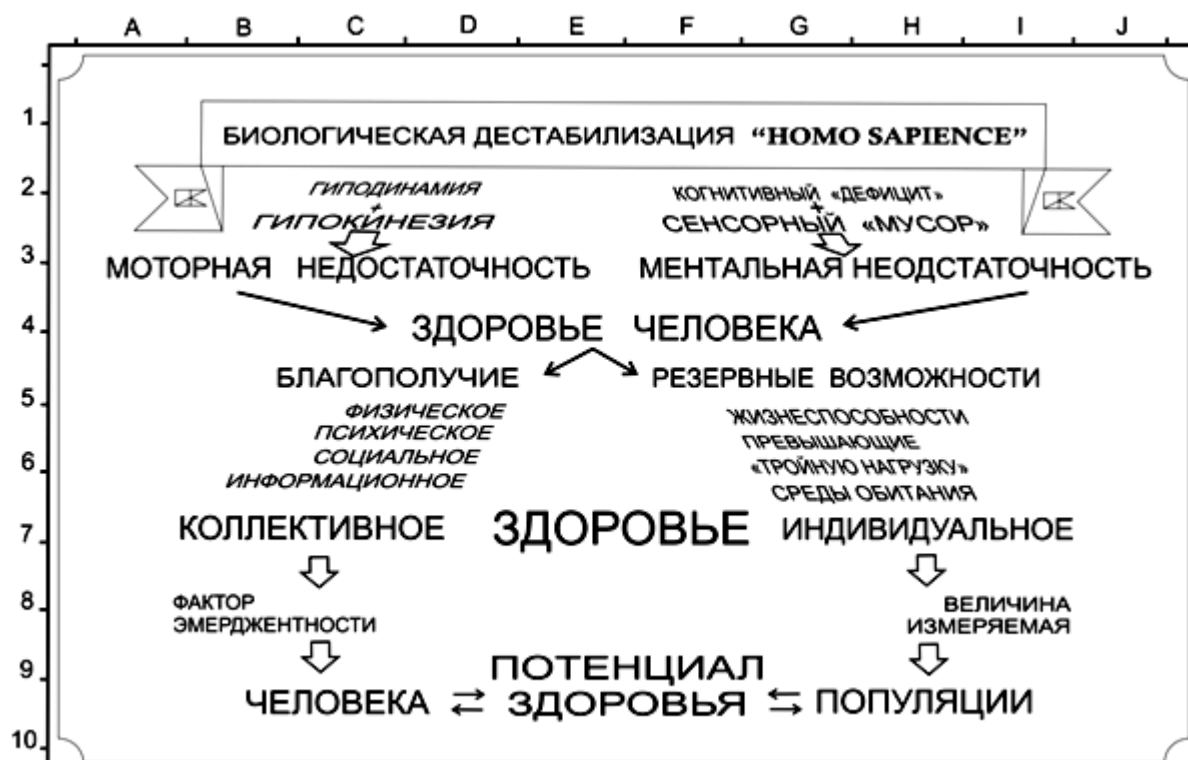 A B C D E F G H I J
1
БИОЛОГИЧЕСКАЯ ДЕСТАБИЛИЗАЦИЯ “HOMO SAPIENCE”
2
ГИПОДИНАМИЯ
+
ГИПОКИНЕЗИЯ
КОГНИТИВНЫЙ «ДЕФИЦИТ»
+
СЕНСОРНЫЙ «МУСОР»
3
МОТОРНАЯ НЕДОСТАТОЧНОСТЬ
МЕНТАЛЬНАЯ НЕОДСТАТОЧНОСТЬ
4
ЗДОРОВЬЕ ЧЕЛОВЕКА
БЛАГОПОЛУЧИЕ
РЕЗЕРВНЫЕ ВОЗМОЖНОСТИ
5
ФИЗИЧЕСКОЕ
ПСИХИЧЕСКОЕ
СОЦИАЛЬНОЕ
ИНФОРМАЦИОННОЕ
ЖИЗНЕСПОСОБНОСТИ
ПРЕВЫШАЮЩИЕ
«ТРОЙНУЮ НАГРУЗКУ»
СРЕДЫ ОБИТАНИЯ
6
7
КОЛЛЕКТИВНОЕ ЗДОРОВЬЕ ИНДИВИДУАЛЬНОЕ
8
ФАКТОР
ЭМЕРДЖЕНТНОСТИ
ВЕЛИЧИНА
ИЗМЕРЯЕМАЯ
9
ПОТЕНЦИАЛ
ЧЕЛОВЕКА ⇄ ЗДОРОВЬЯ ⇆ ПОПУЛЯЦИИ
10